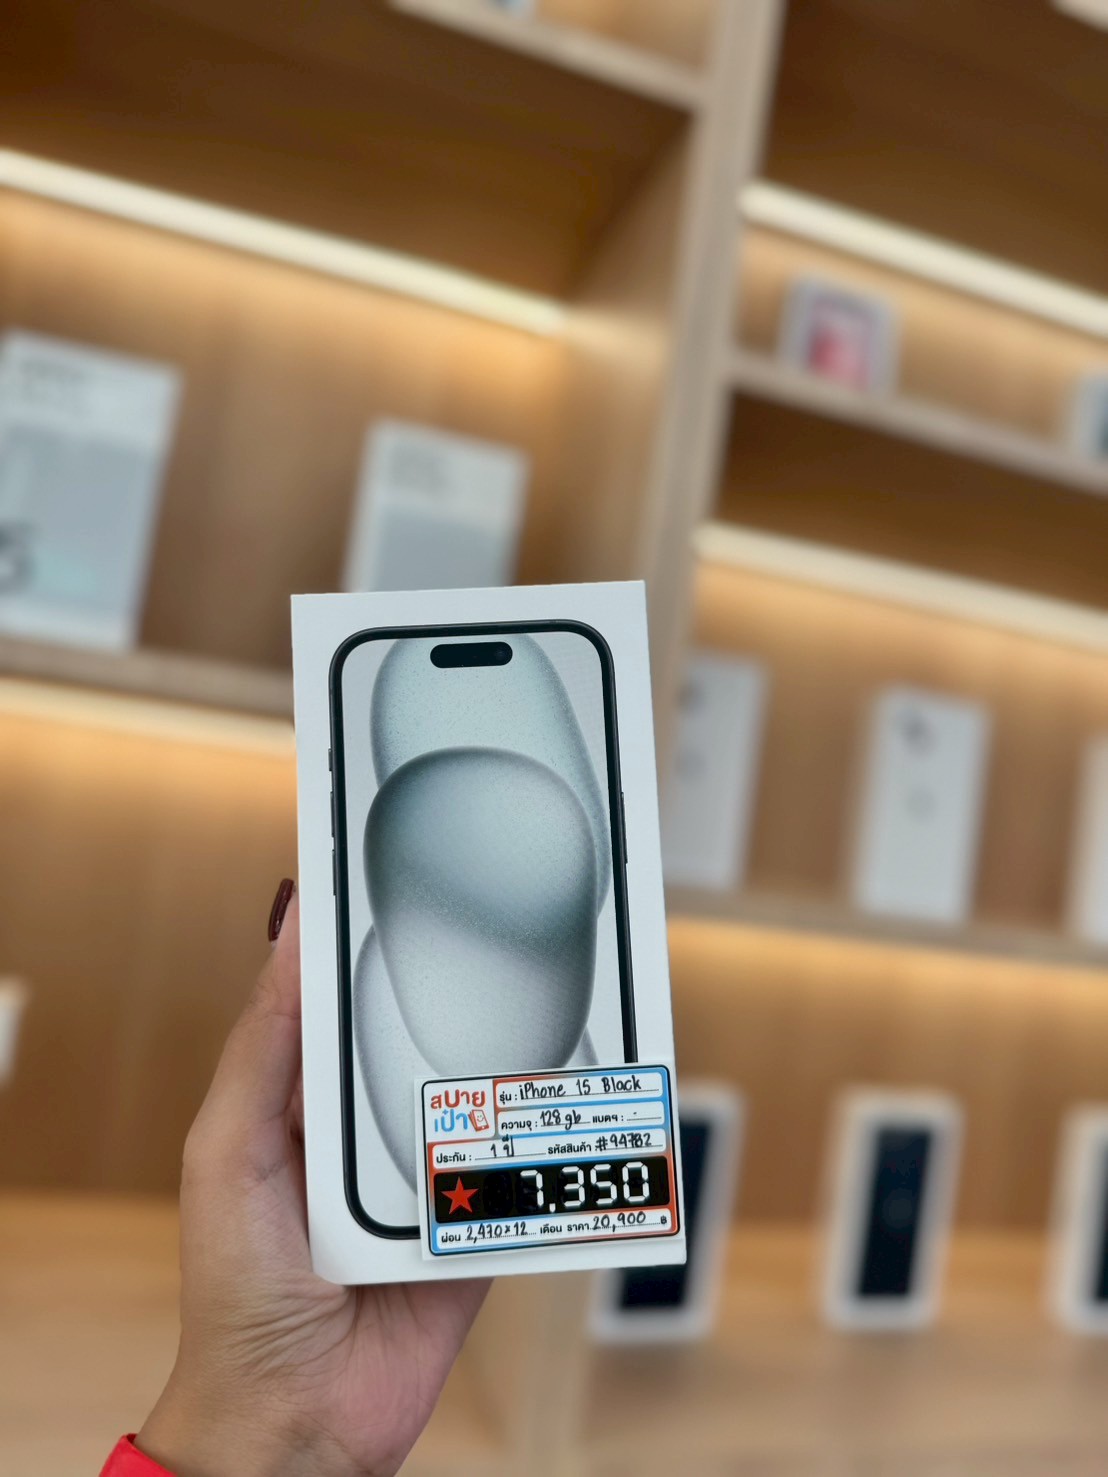 สบาย
เป๋า
รุ่น : iPhone 15 Black
ความจุ : 128 gb แบตฯ : -
ประกัน : 1 ปี รหัสสินค้า #94782
7,350
ผ่อน 2,470 x 12 เดือน ราคา 20,900 ฿